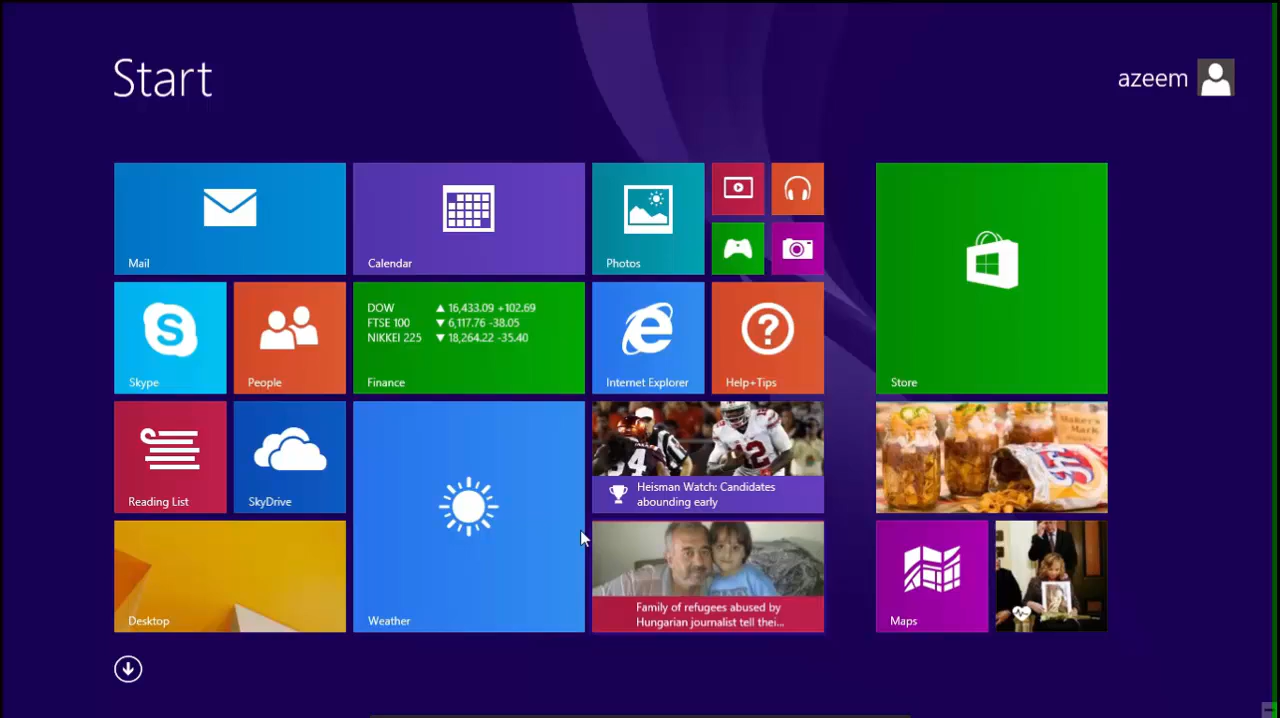 Start
azeem
Mail
Calendar
Photos
Skype
People
DOW ▲ 16,433.09 +102.69
FTSE 100 ▼ 6,117.76 -38.05
NIKKEI 225 ▼ 18,264.22 -35.40
Finance
Internet Explorer
Help+Tips
Store
Reading List
SkyDrive
Weather
Heisman Watch: Candidates
abounding early
Maker's
Mark
Desktop
Family of refugees abused by
Hungarian journalist tell thei...
Maps